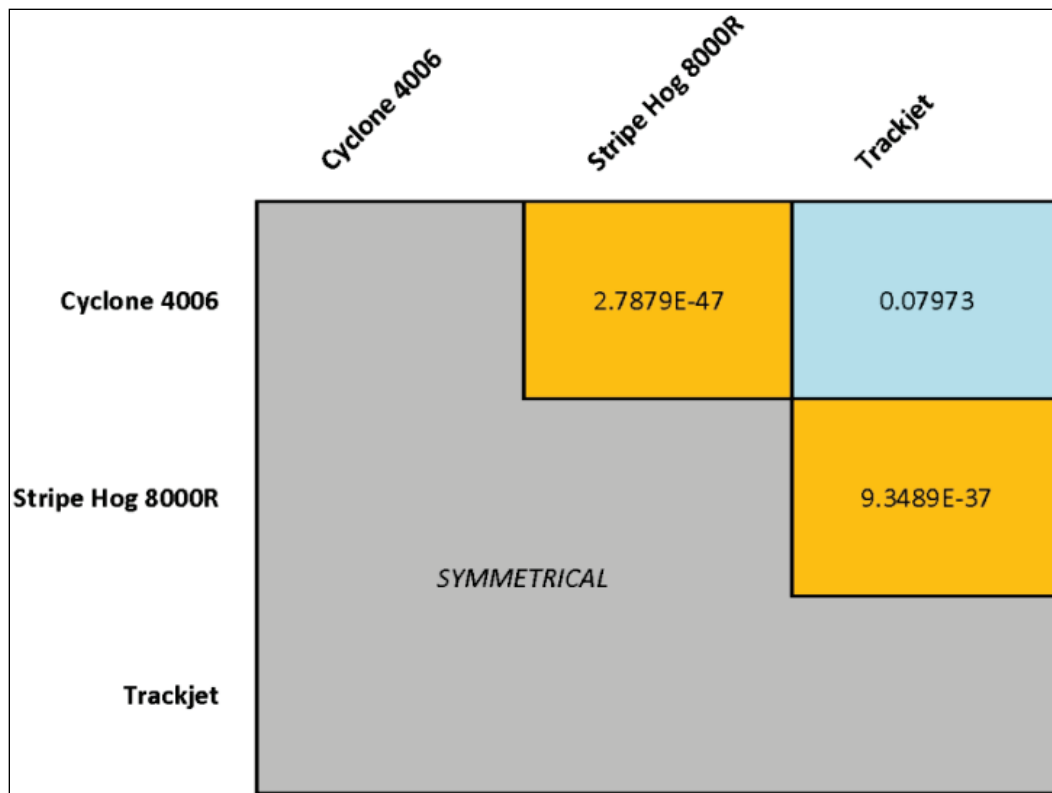 Cyclone 4006
Stripe Hog 8000R
Trackjet
Cyclone 4006
2.7879E-47
0.07973
Stripe Hog 8000R
9.3489E-37
SYMMETRICAL
Trackjet